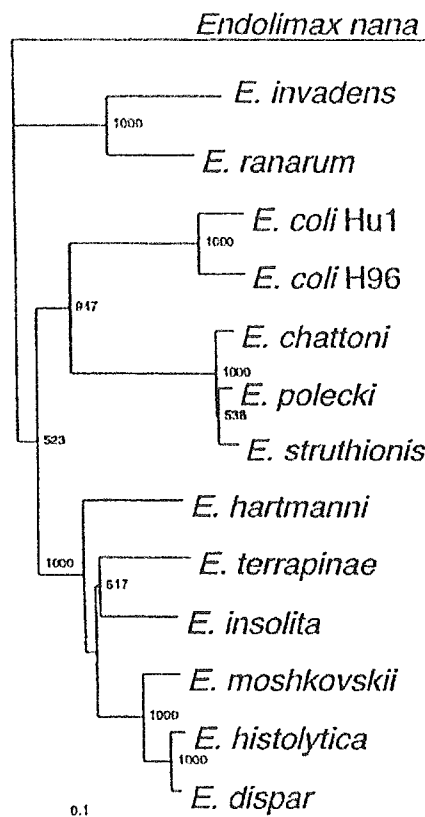 Endolimax nana
E. invadens
1000
E. ranarum
E. coli Hu1
1000
E. coli H96
947
E. chattoni
1000
E. polecki
538
E. struthionis
523
E. hartmanni
1000
E. terrapinae
617
E. insolita
E. moshkovskii
1000
E. histolytica
1000
E. dispar
0.1